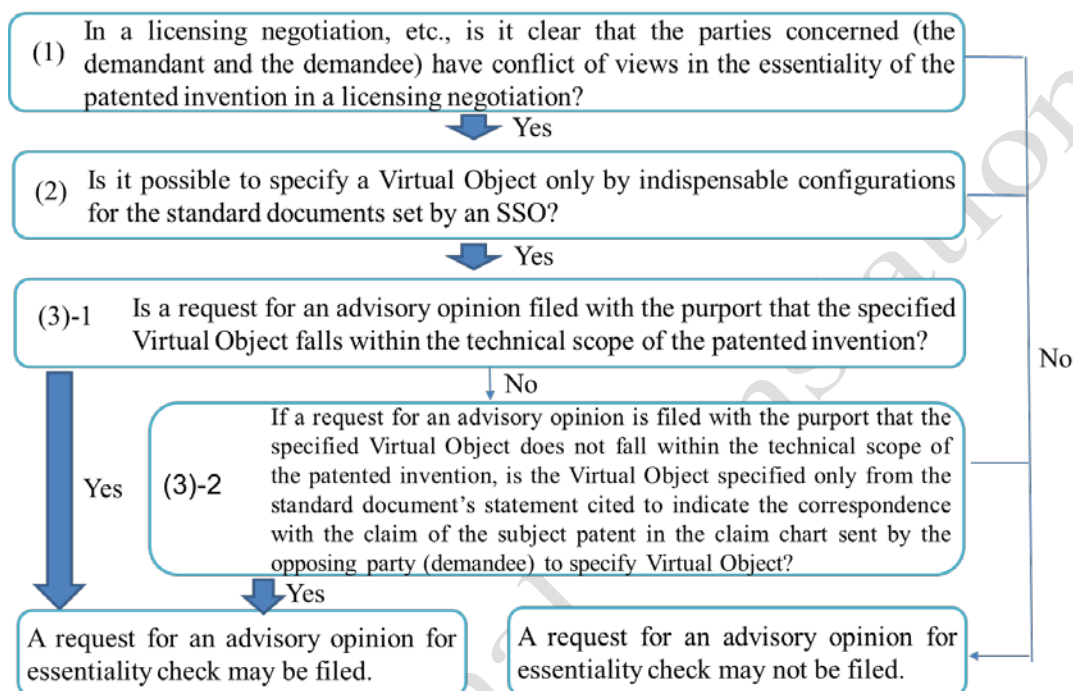 (1) In a licensing negotiation, etc., is it clear that the parties concerned (the
demandant and the demandee) have conflict of views in the essentiality of the
patented invention in a licensing negotiation?
Yes
(2) Is it possible to specify a Virtual Object only by indispensable configurations
for the standard documents set by an SSO?
Yes
(3)-1 Is a request for an advisory opinion filed with the purport that the specified
Virtual Object falls within the technical scope of the patented invention?
No
No
If a request for an advisory opinion is filed with the purport that the
specified Virtual Object does not fall within the technical scope of
the patented invention, is the Virtual Object specified only from the
Yes
(3)-2
standard document's statement cited to indicate the correspondence
with the claim of the subject patent in the claim chart sent by the
opposing party (demandee) to specify Virtual Object?
Yes
A request for an advisory opinion for
essentiality check may be filed.
A request for an advisory opinion for
essentiality check may not be filed.